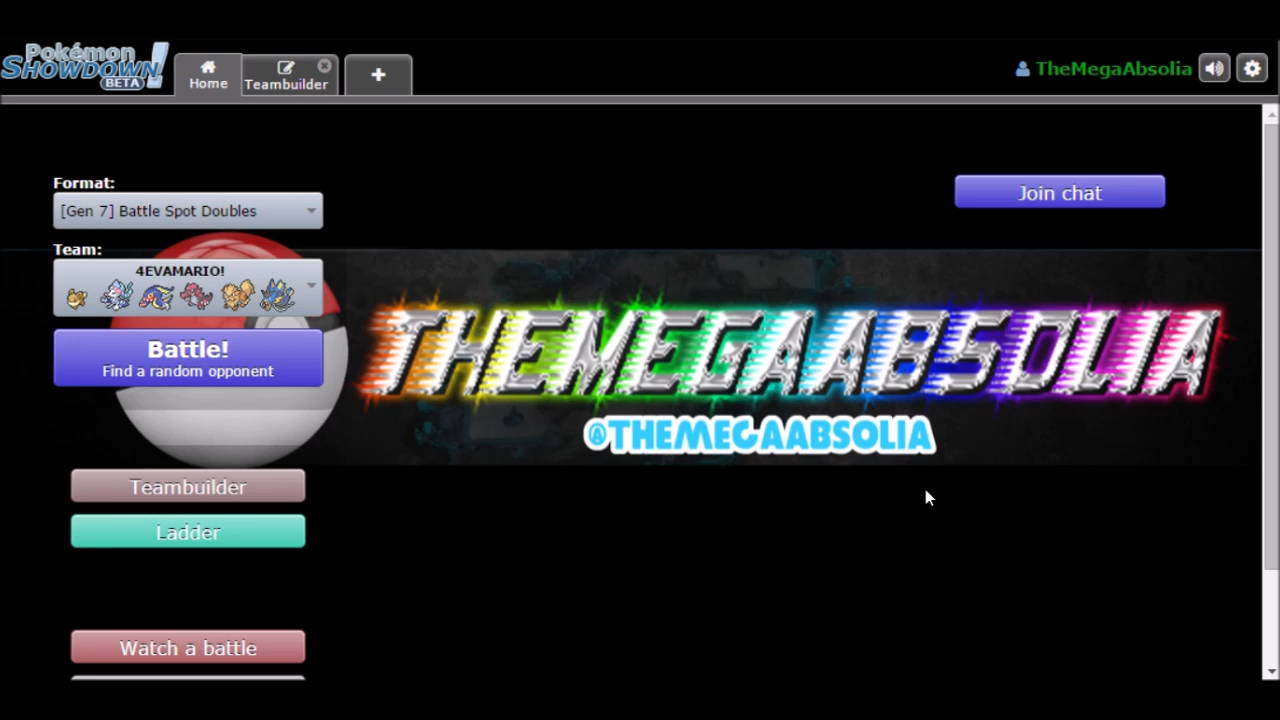 Pokémon
SHOWDOWN!
BETA
Home
Teambuilder
+
TheMegaAbsolia
Format:
[Gen 7] Battle Spot Doubles
Join chat
Team:
4EVAMARIO!
Battle!
Find a random opponent
THEMEGAABSOLIA
@THEMEGAABSOLIA
Teambuilder
Ladder
Watch a battle